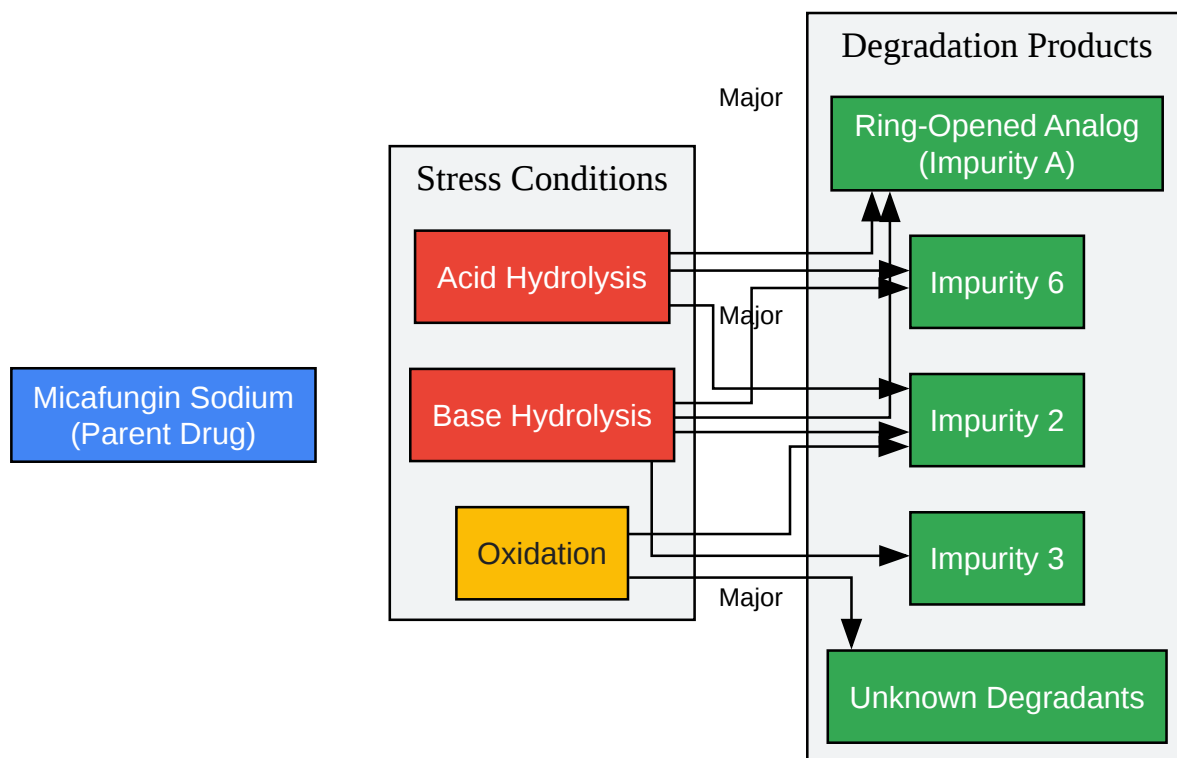 Degradation Products
Major
Ring-Opened Analog
(Impurity A)
Stress Conditions
Acid Hydrolysis
Impurity 6
Major
Micafungin Sodium
(Parent Drug)
Base Hydrolysis
Impurity 2
Oxidation
Impurity 3
Major
Unknown Degradants